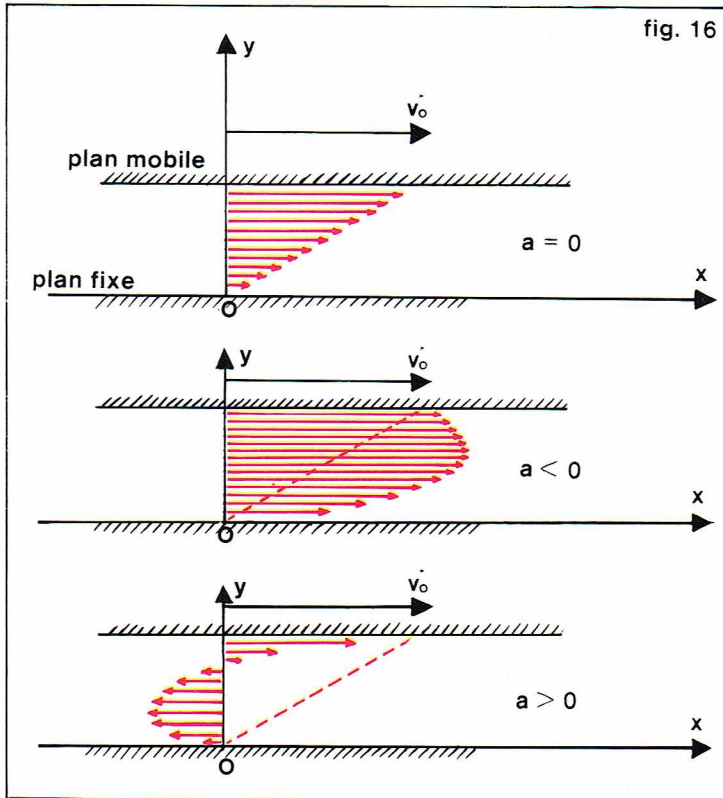 fig. 16
y
v₀
plan mobile
a = 0
plan fixe
x
O
y
v₀
a < 0
x
O
y
v₀
a > 0
x
O